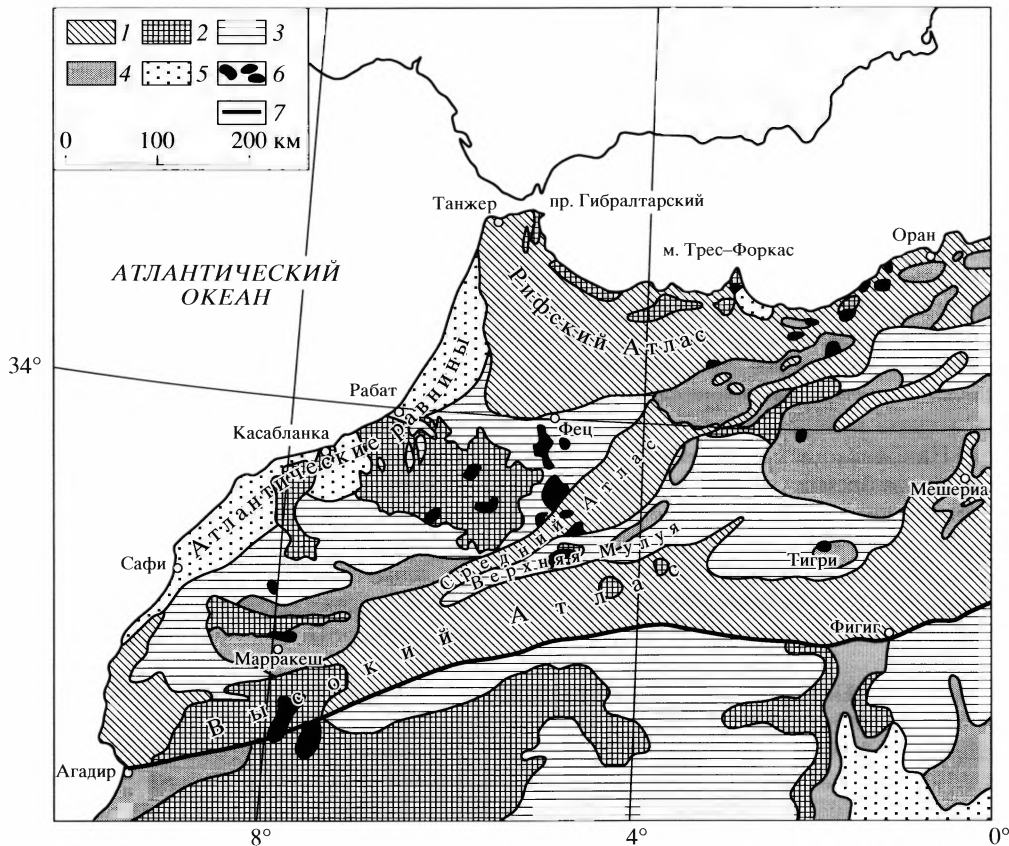 1 2 3
4 5 6
7
0 100 200 км
Танжер
пр. Гибралтарский
Оран
м. Трес–Форкас
АТЛАНТИЧЕСКИЙ
ОКЕАН
Рифский Атлас
34°
Рабат
Фец
Касабланка
Атлантические равнины
Мешериа
Средний Атлас
Верхняя Мулуя
Сафи
Тигри
Высокий Атлас
Фигиг
Марракеш
Агадир
8° 4° 0°